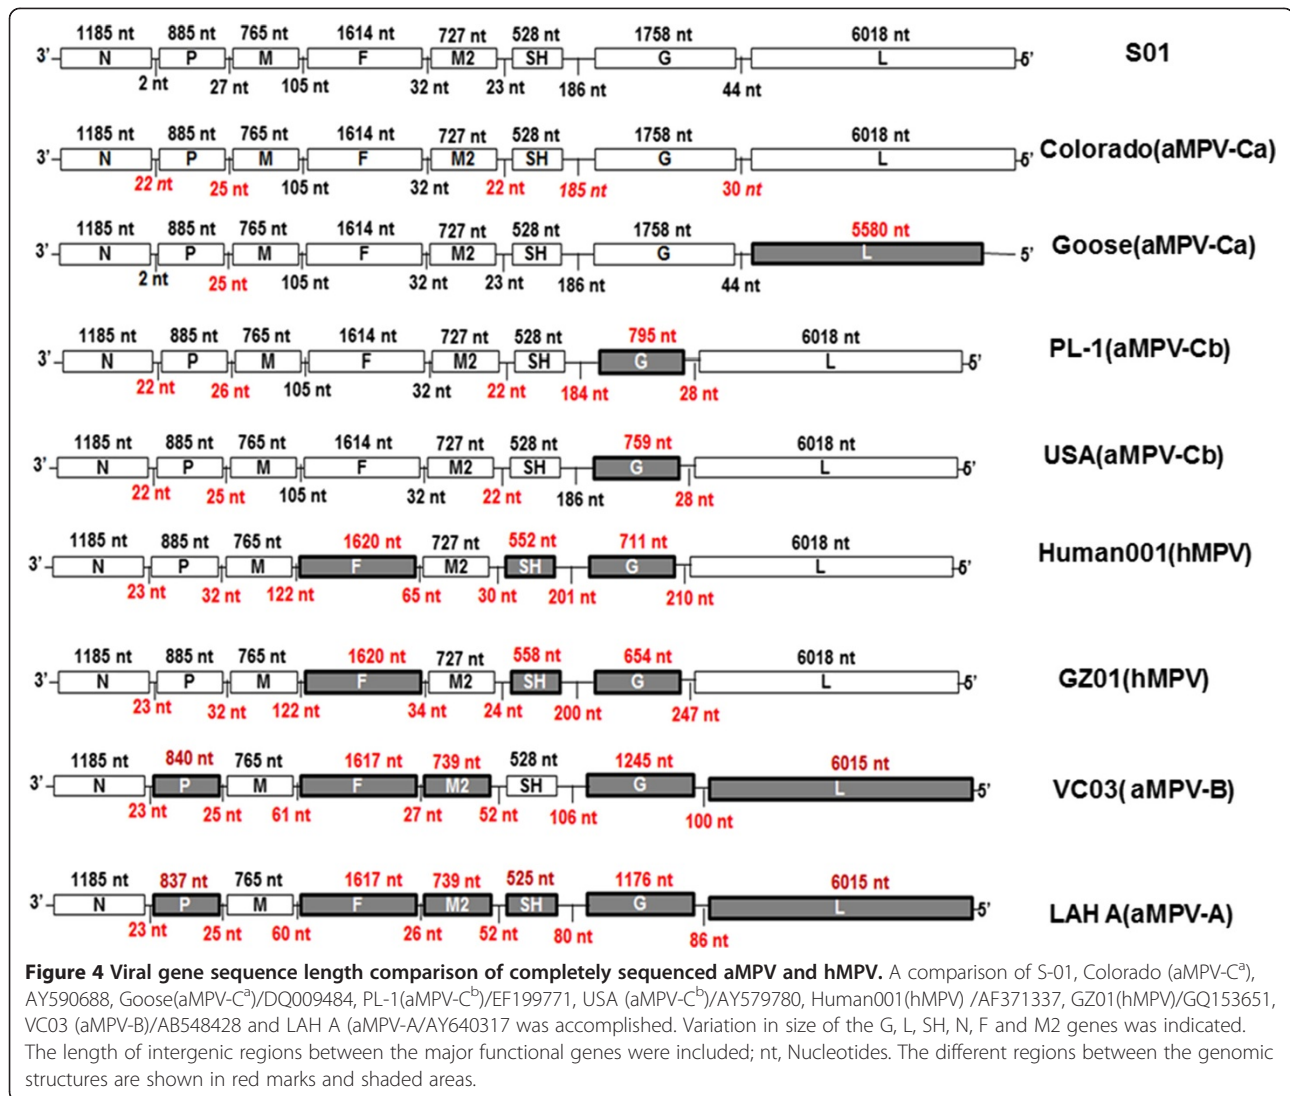 1185 nt 885 nt 765 nt 1614 nt 727 nt 528 nt 1758 nt 6018 nt
3' N P M F M2 SH G L 5' S01
2 nt 27 nt 105 nt 32 nt 23 nt 186 nt 44 nt
1185 nt 885 nt 765 nt 1614 nt 727 nt 528 nt 1758 nt 6018 nt
3' N P M F M2 SH G L 5' Colorado(aMPV-Ca)
22 nt 25 nt 105 nt 32 nt 22 nt 185 nt 30 nt
1185 nt 885 nt 765 nt 1614 nt 727 nt 528 nt 1758 nt 5580 nt
3' N P M F M2 SH G L 5' Goose(aMPV-Ca)
2 nt 25 nt 105 nt 32 nt 23 nt 186 nt 44 nt
1185 nt 885 nt 765 nt 1614 nt 727 nt 528 nt 795 nt 6018 nt
3' N P M F M2 SH G L 5' PL-1(aMPV-Cb)
22 nt 26 nt 105 nt 32 nt 22 nt 184 nt 28 nt
1185 nt 885 nt 765 nt 1614 nt 727 nt 528 nt 759 nt 6018 nt
3' N P M F M2 SH G L 5' USA(aMPV-Cb)
22 nt 25 nt 105 nt 32 nt 22 nt 186 nt 28 nt
1185 nt 885 nt 765 nt 1620 nt 727 nt 552 nt 711 nt 6018 nt
3' N P M F M2 SH G L 5' Human001(hMPV)
23 nt 32 nt 122 nt 65 nt 30 nt 201 nt 210 nt
1185 nt 885 nt 765 nt 1620 nt 727 nt 558 nt 654 nt 6018 nt
3' N P M F M2 SH G L 5' GZ01(hMPV)
23 nt 32 nt 122 nt 34 nt 24 nt 200 nt 247 nt
1185 nt 840 nt 765 nt 1617 nt 739 nt 528 nt 1245 nt 6015 nt
3' N P M F M2 SH G L 5' VC03( aMPV-B)
23 nt 25 nt 61 nt 27 nt 52 nt 106 nt 100 nt
1185 nt 837 nt 765 nt 1617 nt 739 nt 525 nt 1176 nt 6015 nt
3' N P M F M2 SH G L 5' LAH A(aMPV-A)
23 nt 25 nt 60 nt 26 nt 52 nt 80 nt 86 nt
Figure 4 Viral gene sequence length comparison of completely sequenced aMPV and hMPV. A comparison of S-01, Colorado (aMPV-Cᵃ),
AY590688, Goose(aMPV-Cᵃ)/DQ009484, PL-1(aMPV-Cᵇ)/EF199771, USA (aMPV-Cᵇ)/AY579780, Human001(hMPV) /AF371337, GZ01(hMPV)/GQ153651,
VC03 (aMPV-B)/AB548428 and LAH A (aMPV-A/AY640317 was accomplished. Variation in size of the G, L, SH, N, F and M2 genes was indicated.
The length of intergenic regions between the major functional genes were included; nt, Nucleotides. The different regions between the genomic
structures are shown in red marks and shaded areas.